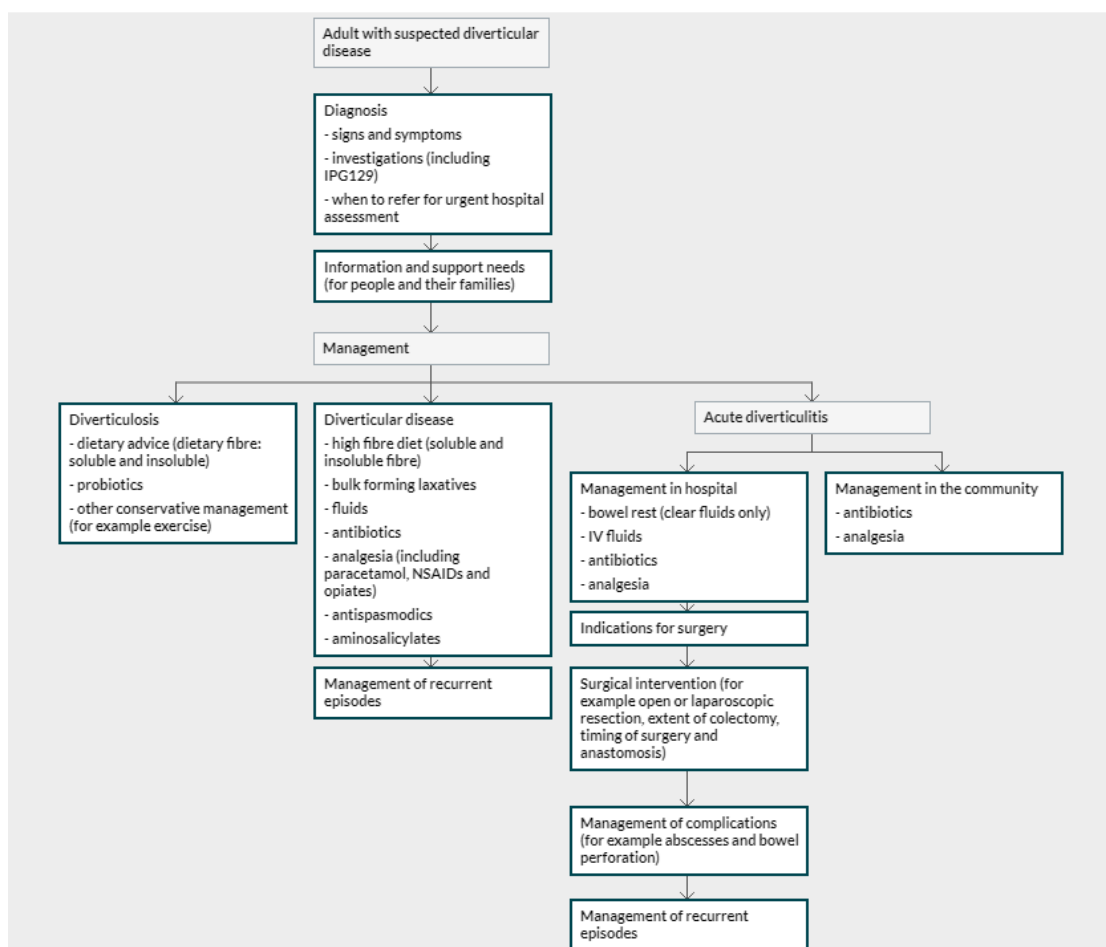 Adult with suspected diverticular
disease
Diagnosis
- signs and symptoms
- investigations (including
IPG129)
- when to refer for urgent hospital
assessment
Information and support needs
(for people and their families)
Management
Diverticulosis
- dietary advice (dietary fibre:
soluble and insoluble)
- probiotics
- other conservative management
(for example exercise)
Diverticular disease
- high fibre diet (soluble and
insoluble fibre)
- bulk forming laxatives
- fluids
- antibiotics
- analgesia (including
paracetamol, NSAIDs and
opiates)
- antispasmodics
- aminosalicylates
Management of recurrent
episodes
Acute diverticulitis
Management in hospital
- bowel rest (clear fluids only)
- IV fluids
- antibiotics
- analgesia
Indications for surgery
Surgical intervention (for
example open or laparoscopic
resection, extent of colectomy,
timing of surgery and
anastomosis)
Management of complications
(for example abscesses and bowel
perforation)
Management of recurrent
episodes
Management in the community
- antibiotics
- analgesia